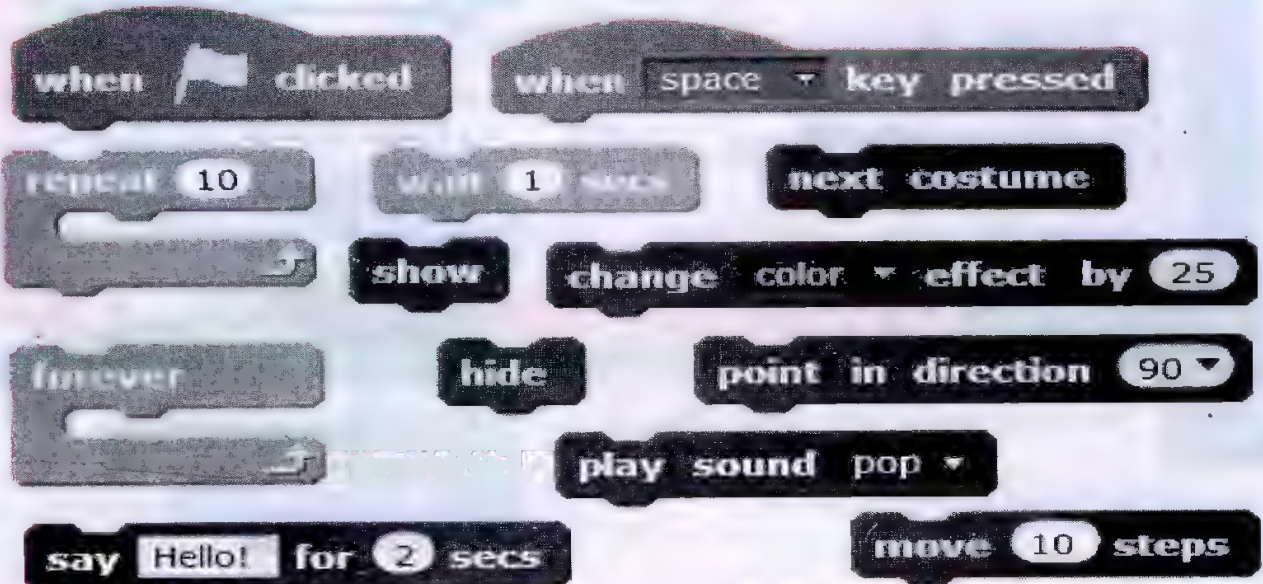 when clicked when space key pressed
repeat 10 wait 1 secs next costume
show change color effect by 25
forever hide point in direction 90
play sound pop
say Hello! for 2 secs move 10 steps